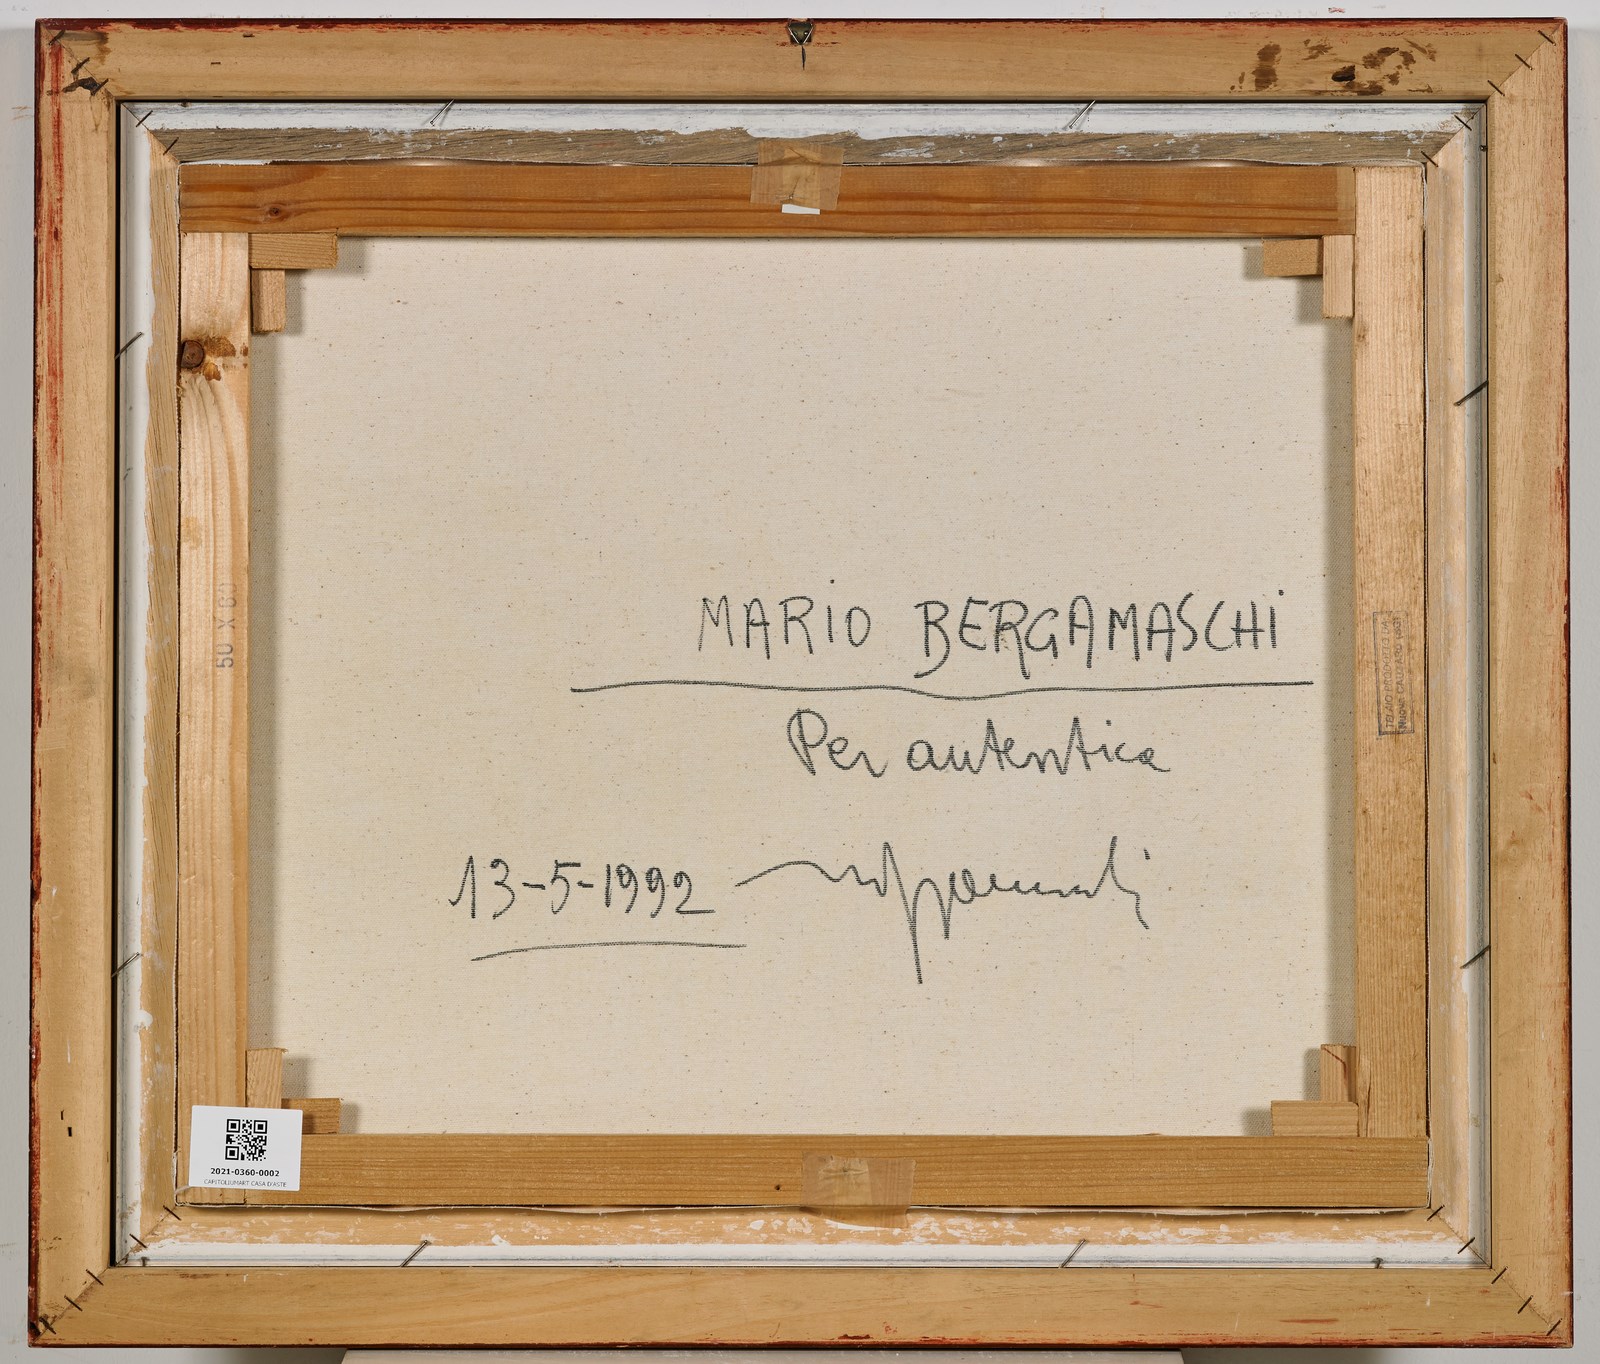 MARIO BERGAMASCHI
Per autentica
13-5-1992
50 X 60
2021-0360-0002
CAPITOLIUMART CASA D'ASTE